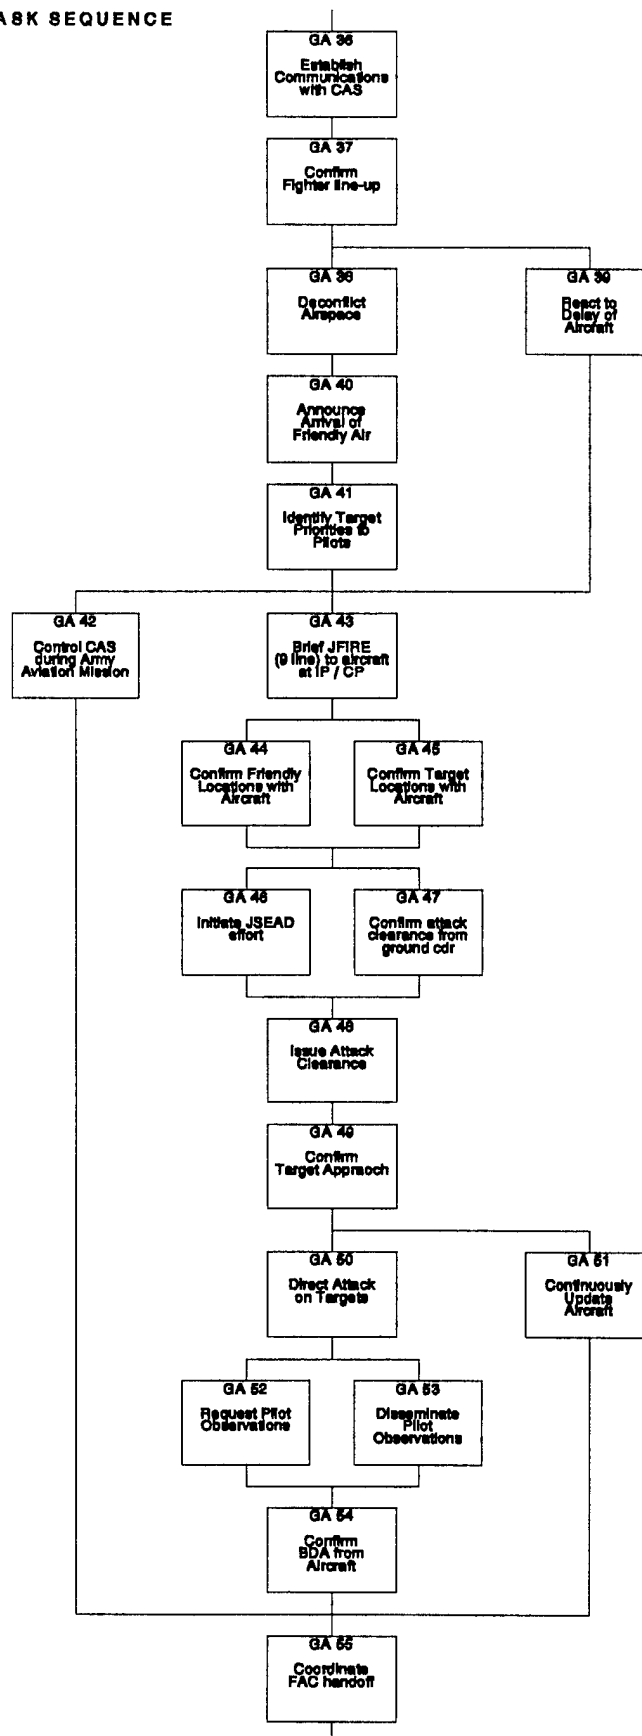 ASK SEQUENCE
GA 36
Establish
Communications
with CAS
GA 37
Confirm
Fighter line-up
GA 38
Deconflict
Airspace
GA 39
React to
Delay of
Aircraft
GA 40
Announce
Arrival of
Friendly Air
GA 41
Identify Target
Priorities to
Pilots
GA 42
Control CAS
during Army
Aviation Mission
GA 43
Brief JFIRE
(9 line) to aircraft
at IP / CP
GA 44
Confirm Friendly
Locations with
Aircraft
GA 45
Confirm Target
Locations with
Aircraft
GA 46
Initiate JSEAD
effort
GA 47
Confirm attack
clearance from
ground cdr
GA 48
Issue Attack
Clearance
GA 49
Confirm
Target Approach
GA 50
Direct Attack
on Targets
GA 51
Continuously
Update
Aircraft
GA 52
Request Pilot
Observations
GA 53
Disseminate
Pilot
Observations
GA 54
Confirm
BDA from
Aircraft
GA 55
Coordinate
FAC handoff